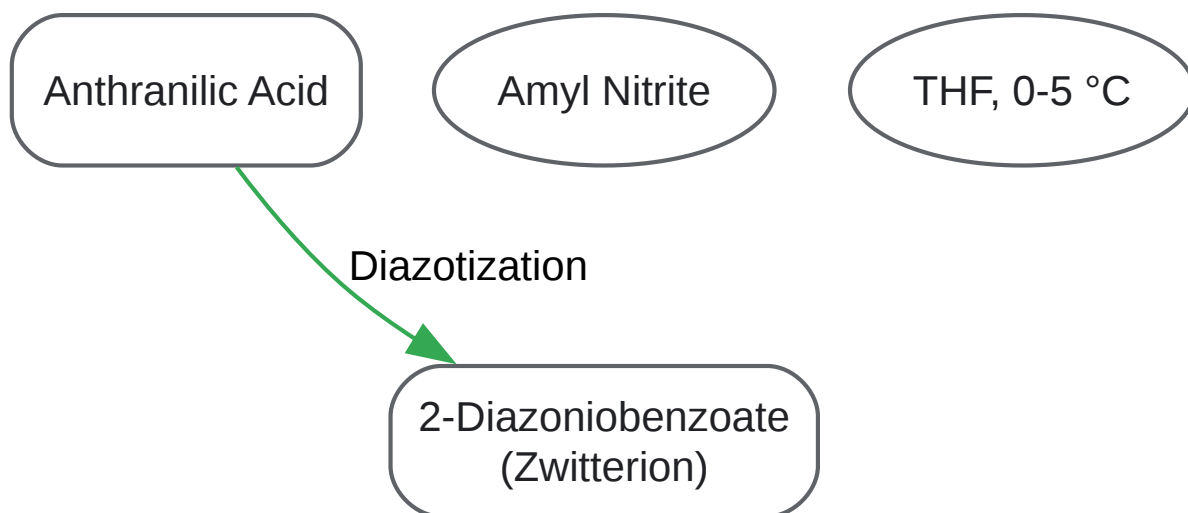 Anthranilic Acid
Amyl Nitrite
THF, 0-5 °C
Diazotization
2-Diazoniobenzoate
(Zwitterion)